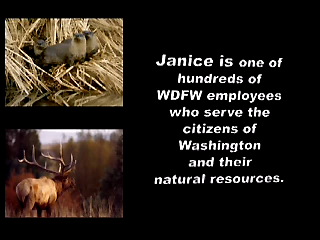 Janice is one of
hundreds of
WDFW employees
who serve the
citizens of
Washington
and their
natural resources.